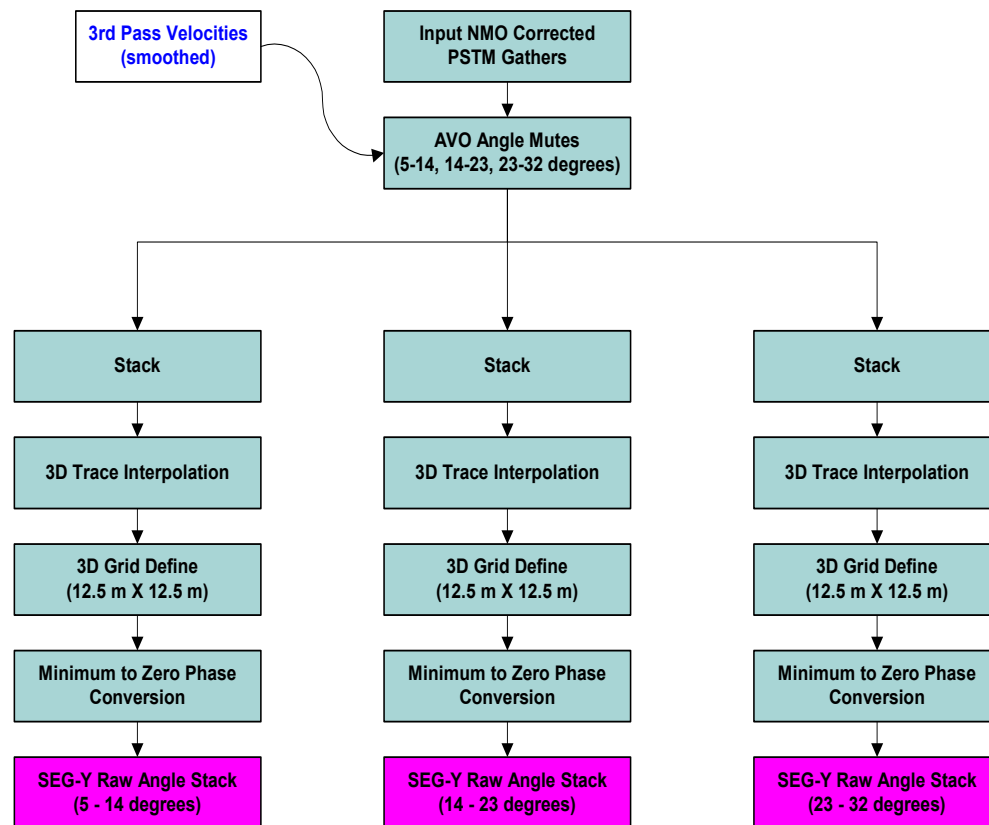 3rd Pass Velocities
(smoothed)
Input NMO Corrected
PSTM Gathers
AVO Angle Mutes
(5-14, 14-23, 23-32 degrees)
Stack
Stack
Stack
3D Trace Interpolation
3D Trace Interpolation
3D Trace Interpolation
3D Grid Define
(12.5 m X 12.5 m)
3D Grid Define
(12.5 m X 12.5 m)
3D Grid Define
(12.5 m X 12.5 m)
Minimum to Zero Phase
Conversion
Minimum to Zero Phase
Conversion
Minimum to Zero Phase
Conversion
SEG-Y Raw Angle Stack
(5 - 14 degrees)
SEG-Y Raw Angle Stack
(14 - 23 degrees)
SEG-Y Raw Angle Stack
(23 - 32 degrees)